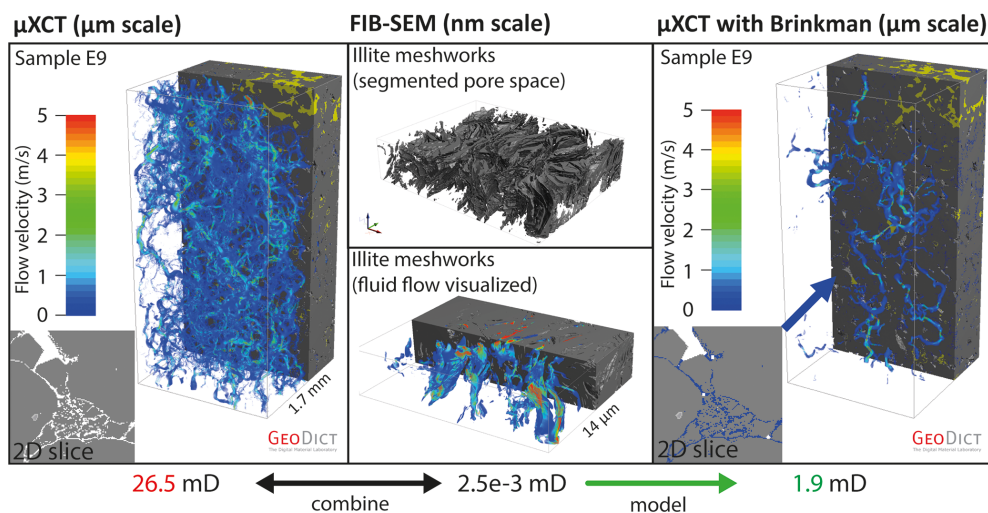 µXCT (µm scale)
FIB-SEM (nm scale)
µXCT with Brinkman (µm scale)
Sample E9
5
4
3
2
1
0
Flow velocity (m/s)
2D slice
1.7 mm
GEODICT
The Digital Material Laboratory
Illite meshworks
(segmented pore space)
Illite meshworks
(fluid flow visualized)
14 µm
Sample E9
5
4
3
2
1
0
Flow velocity (m/s)
2D slice
GEODICT
The Digital Material Laboratory
26.5 mD
combine
2.5e-3 mD
model
1.9 mD